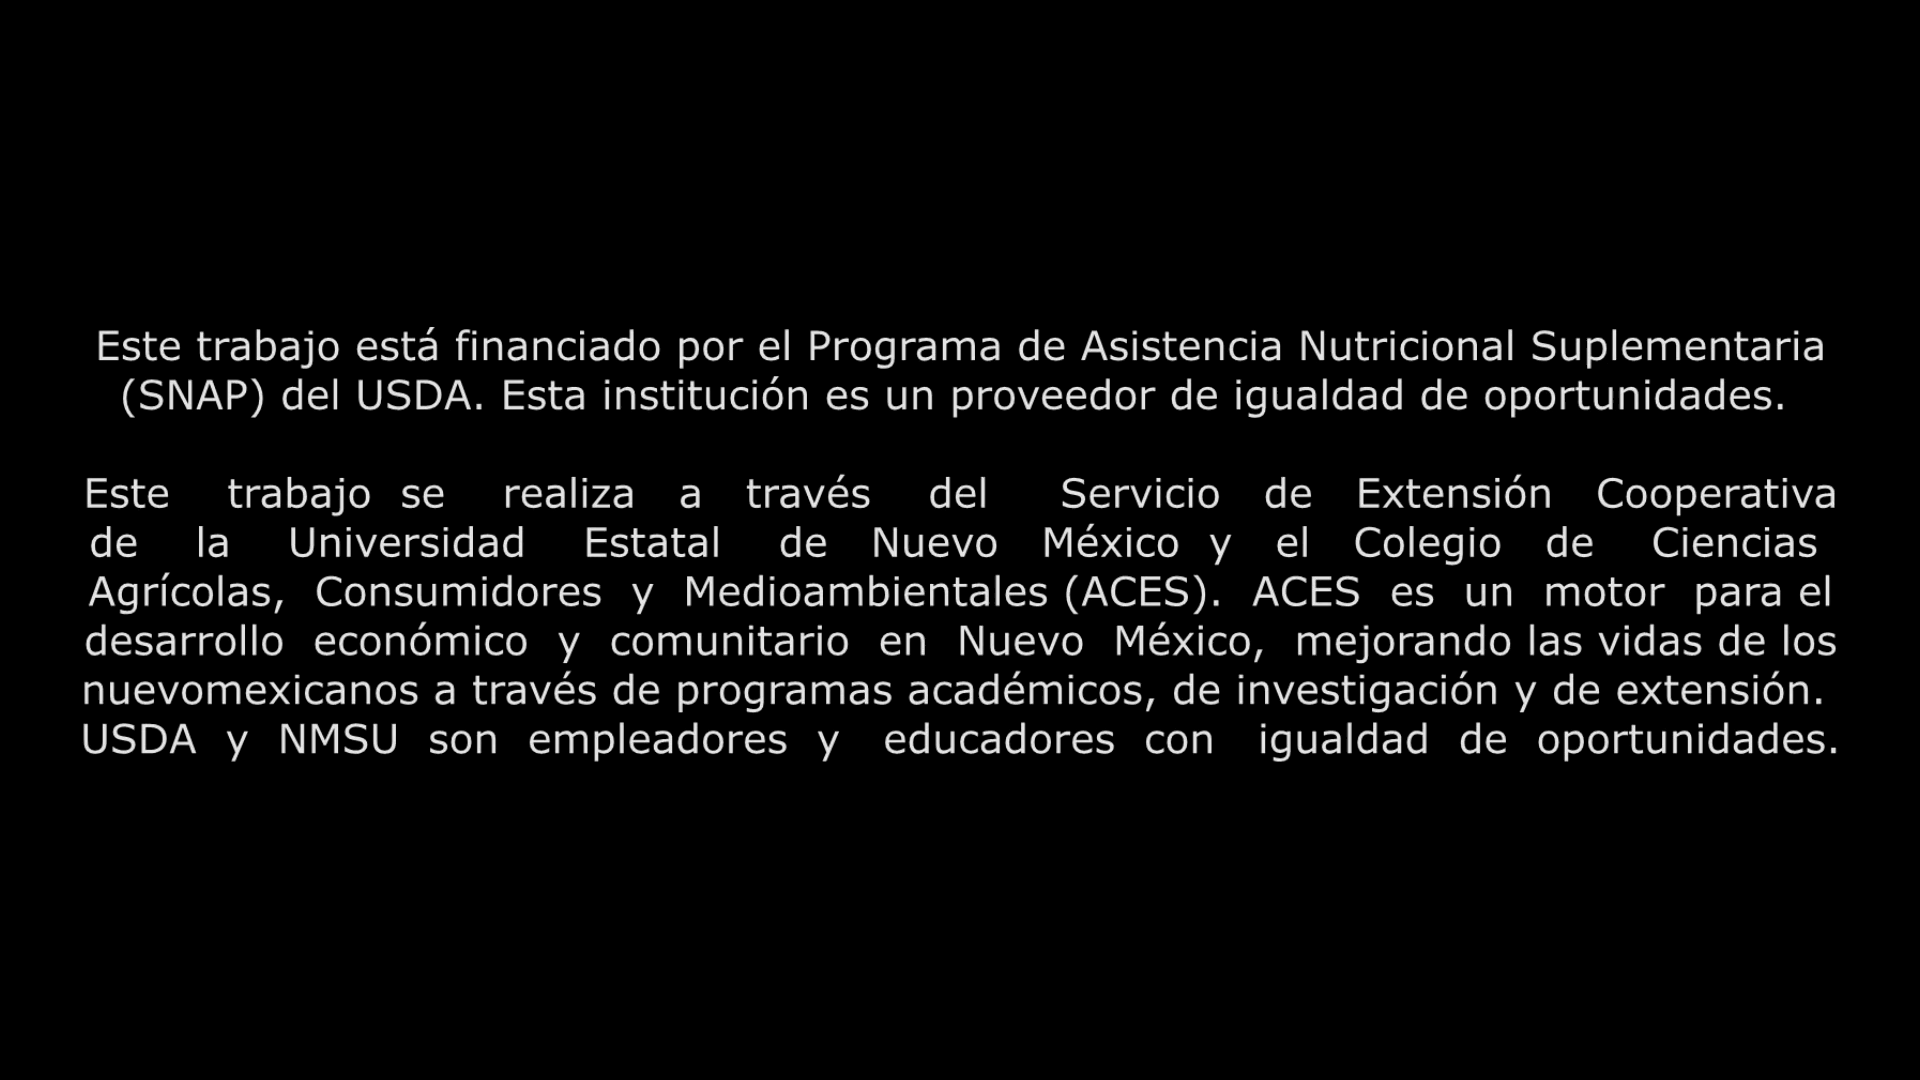 Este trabajo está financiado por el Programa de Asistencia Nutricional Suplementaria
(SNAP) del USDA. Esta institución es un proveedor de igualdad de oportunidades.
Este trabajo se realiza a través del Servicio de Extensión Cooperativa
de la Universidad Estatal de Nuevo México y el Colegio de Ciencias
Agrícolas, Consumidores y Medioambientales (ACES). ACES es un motor para el
desarrollo económico y comunitario en Nuevo México, mejorando las vidas de los
nuevomexicanos a través de programas académicos, de investigación y de extensión.
USDA y NMSU son empleadores y educadores con igualdad de oportunidades.